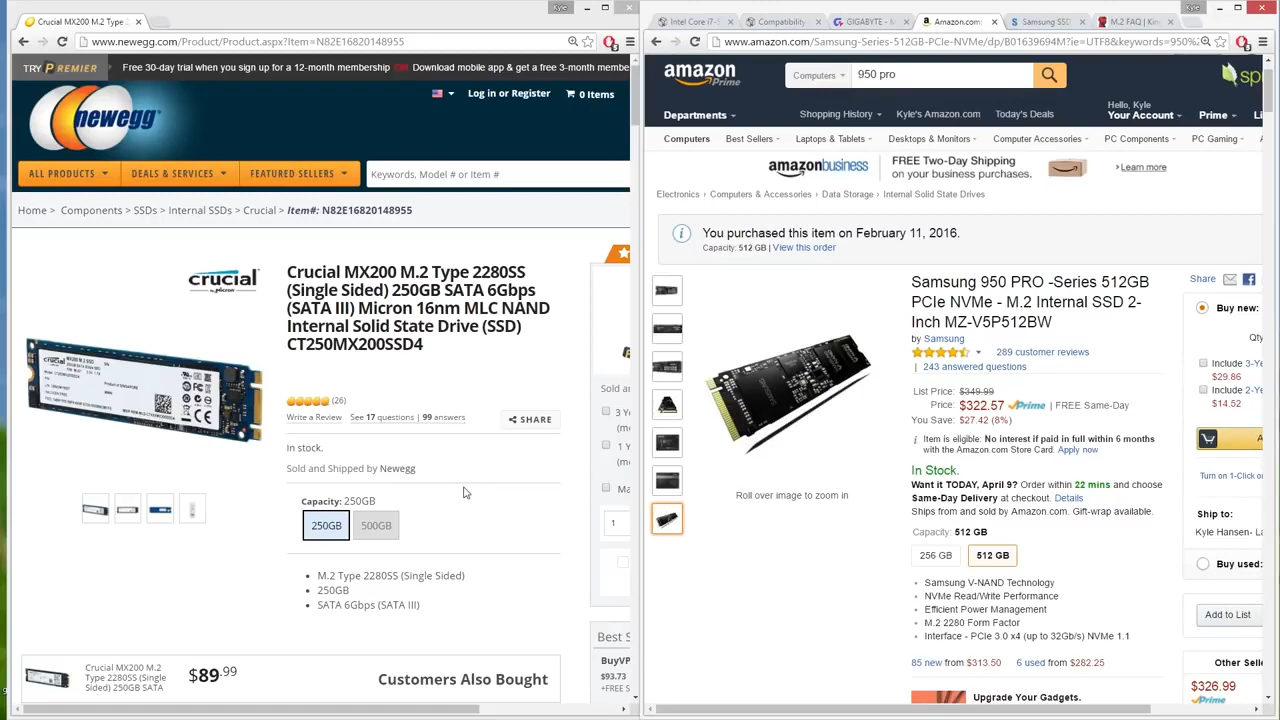 Crucial MX200 M.2 Type 2
Kyle
www.newegg.com/Product/Product.aspx?Item=N82E16820148955
TRY PREMIER
Free 30-day trial when you sign up for a 12-month membership OR Download mobile app & get a free 3-month membe
Log in or Register
0 Items
newegg
ALL PRODUCTS
DEALS & SERVICES
FEATURED SELLERS
Keywords, Model # or Item #
Home > Components > SSDs > Internal SSDs > Crucial > Item#: N82E16820148955
crucial
by Micron
Crucial MX200 M.2 Type 2280SS
(Single Sided) 250GB SATA 6Gbps
(SATA III) Micron 16nm MLC NAND
Internal Solid State Drive (SSD)
CT250MX200SSD4
(26)
Write a Review See 17 questions | 99 answers
SHARE
In stock.
Sold and Shipped by Newegg
Capacity: 250GB
250GB
500GB
• M.2 Type 2280SS (Single Sided)
• 250GB
• SATA 6Gbps (SATA III)
Sold an
3 Ye
(mo
1 Y
(mo
Ma
1
Best S
BuyVP
$93.73
+FREE S
Crucial MX200 M.2
Type 2280SS (Single
Sided) 250GB SATA
$89.99
Customers Also Bought
Intel Core i7-5
Compatibility
GIGABYTE - M
Amazon.com:
Samsung SSD
M.2 FAQ | Kin
Kyle
www.amazon.com/Samsung-Series-512GB-PCIe-NVMe/dp/B01639694M?ie=UTF8&keywords=950%
amazon
Prime
Computers
950 pro
Departments
Shopping History
Kyle's Amazon.com
Today's Deals
Hello, Kyle
Your Account
Prime
Li
Computers
Best Sellers
Laptops & Tablets
Desktops & Monitors
Computer Accessories
PC Components
PC Gaming
amazonbusiness
FREE Two-Day Shipping
on your business purchases.
Learn more
Electronics › Computers & Accessories › Data Storage › Internal Solid State Drives
You purchased this item on February 11, 2016.
Capacity: 512 GB | View this order
Samsung 950 PRO -Series 512GB
PCIe NVMe - M.2 Internal SSD 2-
Inch MZ-V5P512BW
by Samsung
289 customer reviews
| 243 answered questions
List Price: $349.99
Price: $322.57 Prime | FREE Same-Day
You Save: $27.42 (8%)
Item is eligible: No interest if paid in full within 6 months
with the Amazon.com Store Card. Apply now
In Stock.
Want it TODAY, April 9? Order within 22 mins and choose
Same-Day Delivery at checkout. Details
Ships from and sold by Amazon.com. Gift-wrap available.
Capacity: 512 GB
256 GB
512 GB
• Samsung V-NAND Technology
• NVMe Read/Write Performance
• Efficient Power Management
• M.2 2280 Form Factor
• Interface - PCIe 3.0 x4 (up to 32Gb/s) NVMe 1.1
85 new from $313.50 6 used from $282.25
Upgrade Your Gadgets.
Roll over image to zoom in
Share
Buy new:
Qty
Include 3-Ye
$29.86
Include 2-Ye
$14.52
A
Turn on 1-Click o
Ship to:
Kyle Hansen- La
Buy used:
Add to List
Other Selle
$326.99
Prime